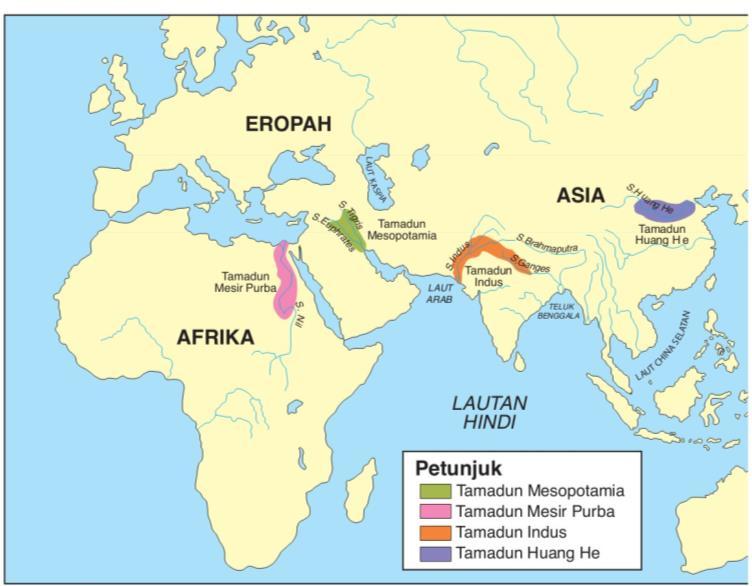 EROPAH
LAUT KASPIA
ASIA
S.Huang He
Tamadun
Huang He
S.Tigris
S.Euphrates
Tamadun
Mesopotamia
S.Indus
S.Brahmaputra
S.Ganges
Tamadun
Indus
Tamadun
Mesir Purba
S. Nil
LAUT
ARAB
TELUK
BENGGALA
AFRIKA
LAUT CHINA SELATAN
LAUTAN
HINDI
Petunjuk
Tamadun Mesopotamia
Tamadun Mesir Purba
Tamadun Indus
Tamadun Huang He